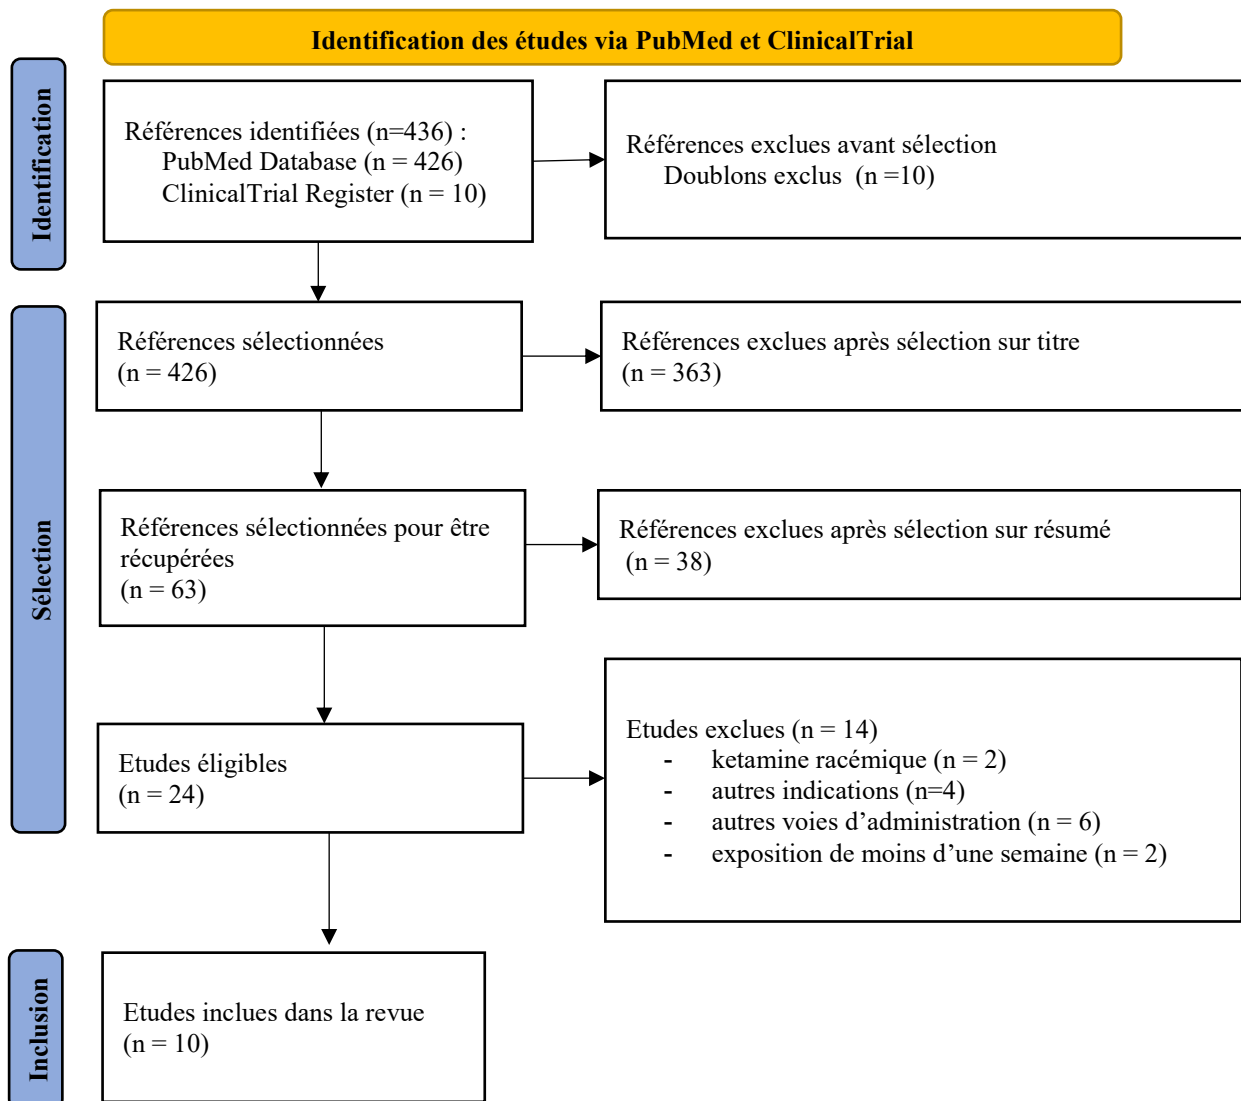 Identification des études via PubMed et ClinicalTrial
Identification
Références identifiées (n=436) :
PubMed Database (n = 426)
ClinicalTrial Register (n = 10)
Références exclues avant sélection
Doublons exclus (n =10)
Sélection
Références sélectionnées
(n = 426)
Références exclues après sélection sur titre
(n = 363)
Références sélectionnées pour être
récupérées
(n = 63)
Références exclues après sélection sur résumé
(n = 38)
Etudes éligibles
(n = 24)
Etudes exclues (n = 14)
- ketamine racémique (n = 2)
- autres indications (n=4)
- autres voies d’administration (n = 6)
- exposition de moins d’une semaine (n = 2)
Inclusion
Etudes inclues dans la revue
(n = 10)